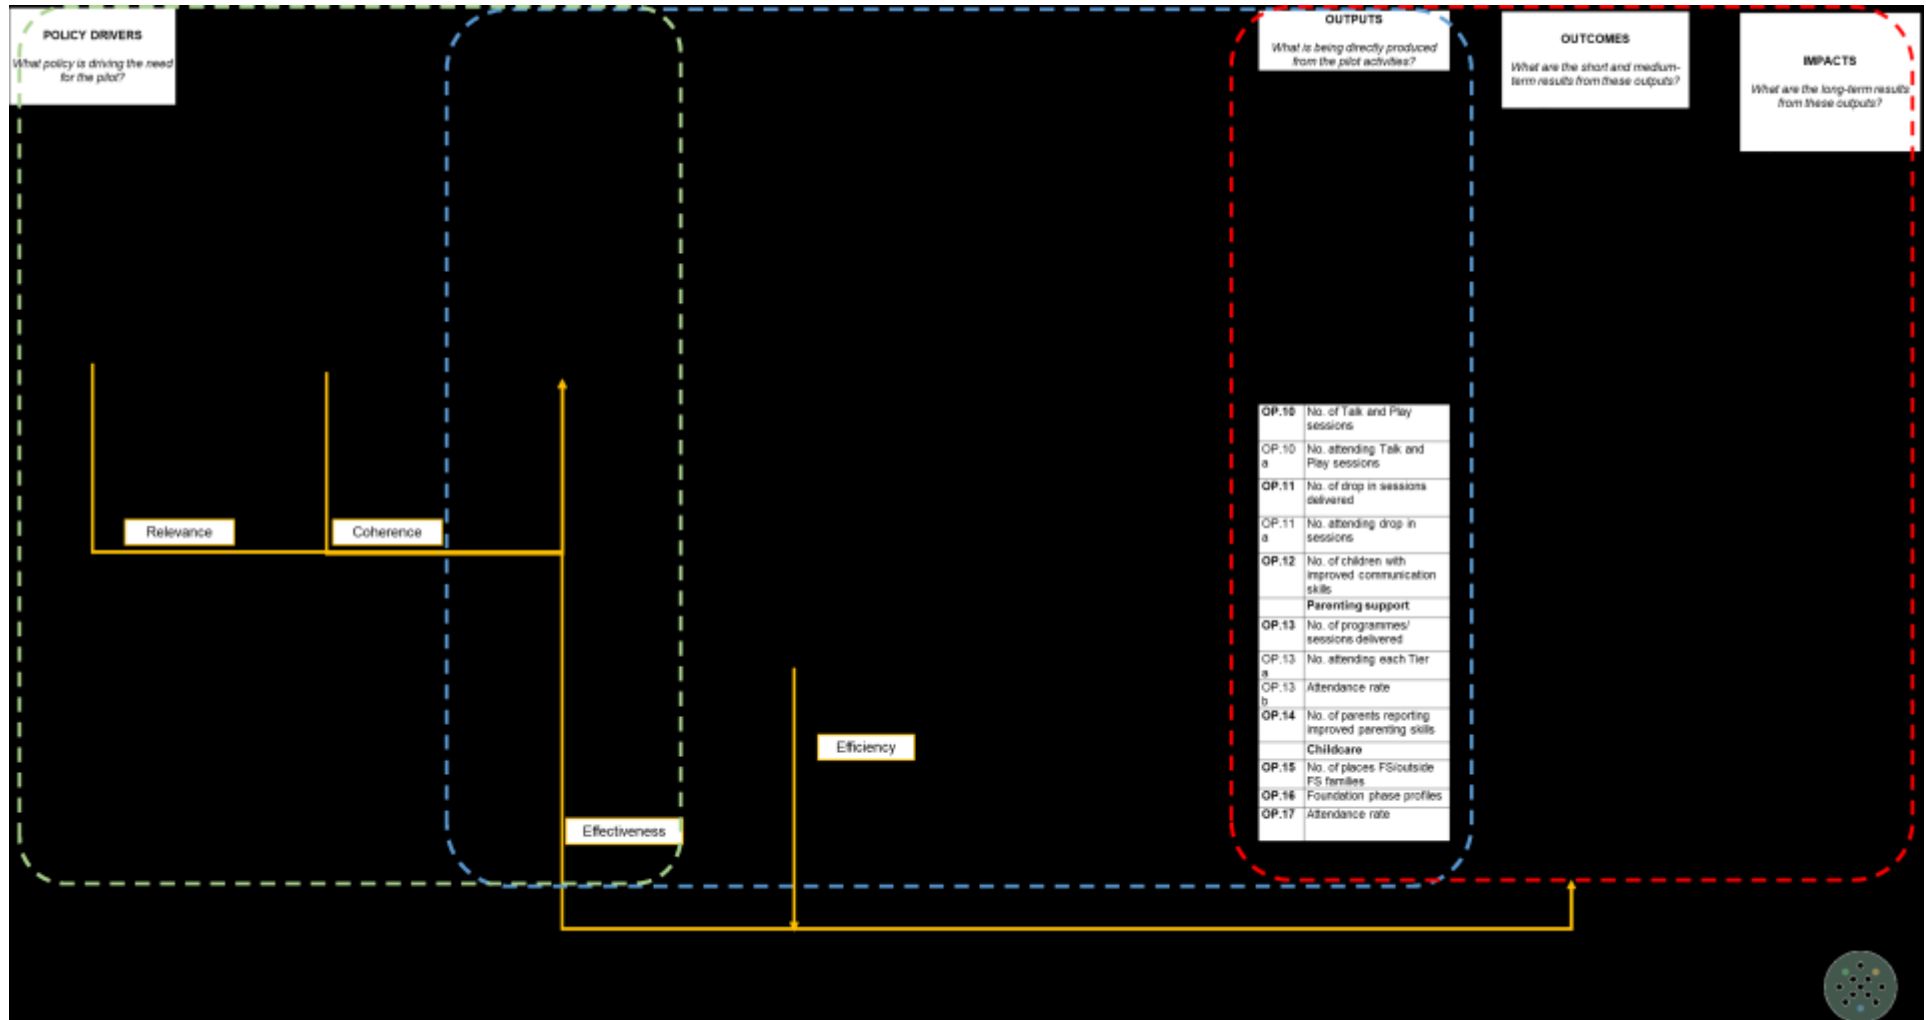 POLICY DRIVERS
What policy is driving the need
for the pilot?
OUTPUTS
What is being directly produced
from the pilot activities?
OUTCOMES
What are the short and medium-
term results from these outputs?
IMPACTS
What are the long-term results
from these outputs?
Relevance
Coherence
Effectiveness
Efficiency
OP.10 No. of Talk and Play
sessions
OP.10 No. attending Talk and
a Play sessions
OP.11 No. of drop in sessions
delivered
OP.11 No. attending drop in
a sessions
OP.12 No. of children with
improved communication
skills
Parenting support
OP.13 No. of programmes/
sessions delivered
OP.13 No. attending each Tier
a
OP.13 Attendance rate
b
OP.14 No. of parents reporting
improved parenting skills
Childcare
OP.15 No. of places FS/outside
FS families
OP.16 Foundation phase profiles
OP.17 Attendance rate